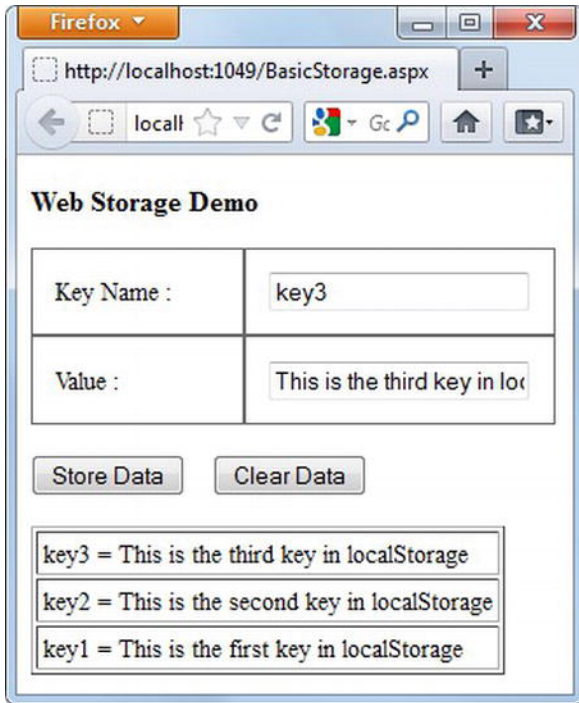 Firefox
http://localhost:1049/BasicStorage.aspx
localh
Gc
Web Storage Demo
Key Name :
key3
Value :
This is the third key in loc
Store Data
Clear Data
key3 = This is the third key in localStorage
key2 = This is the second key in localStorage
key1 = This is the first key in localStorage